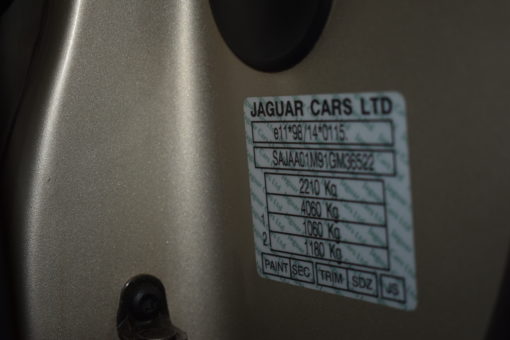 JAGUAR CARS LTD
e11*98/14*0115
SAJAA01M91GM36522
2210 Kg
4060 Kg
1. 1060 Kg
2. 1180 Kg
PAINT SEC TRIM SDZ JS